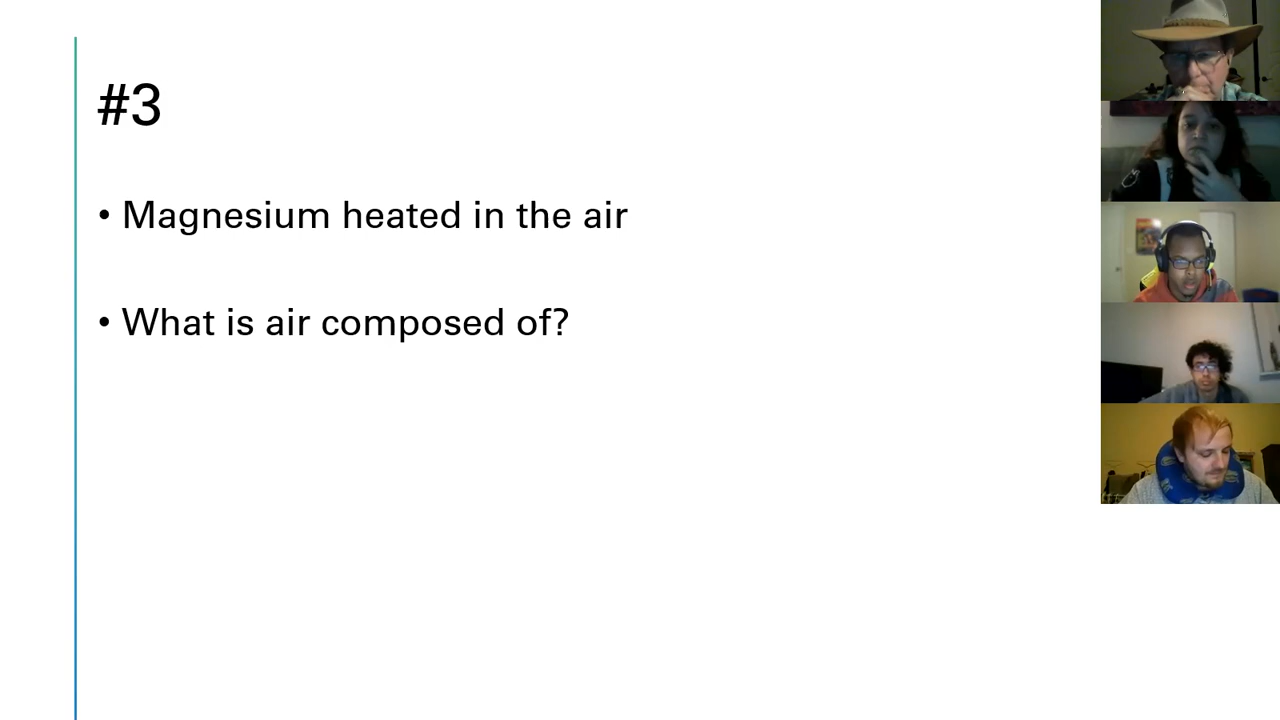 #3
• Magnesium heated in the air
• What is air composed of?